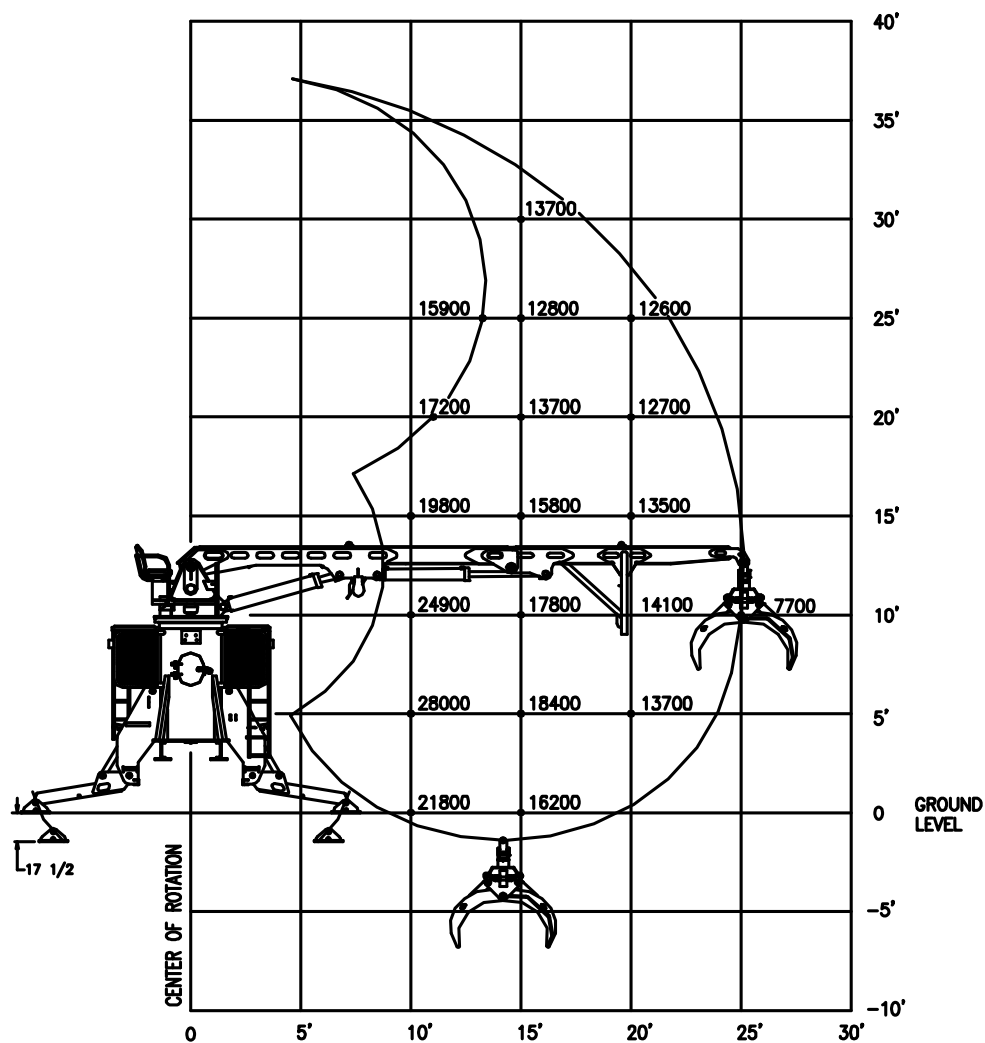 40'
35'
13700 30'
15900 12800 12600 25'
17200 13700 12700 20'
19800 15800 13500 15'
24900 17800 14100 7700 10'
28000 18400 13700 5'
21800 16200 0 GROUND
LEVEL
17 1/2
CENTER OF ROTATION
-5'
-10'
0 5' 10' 15' 20' 25' 30'